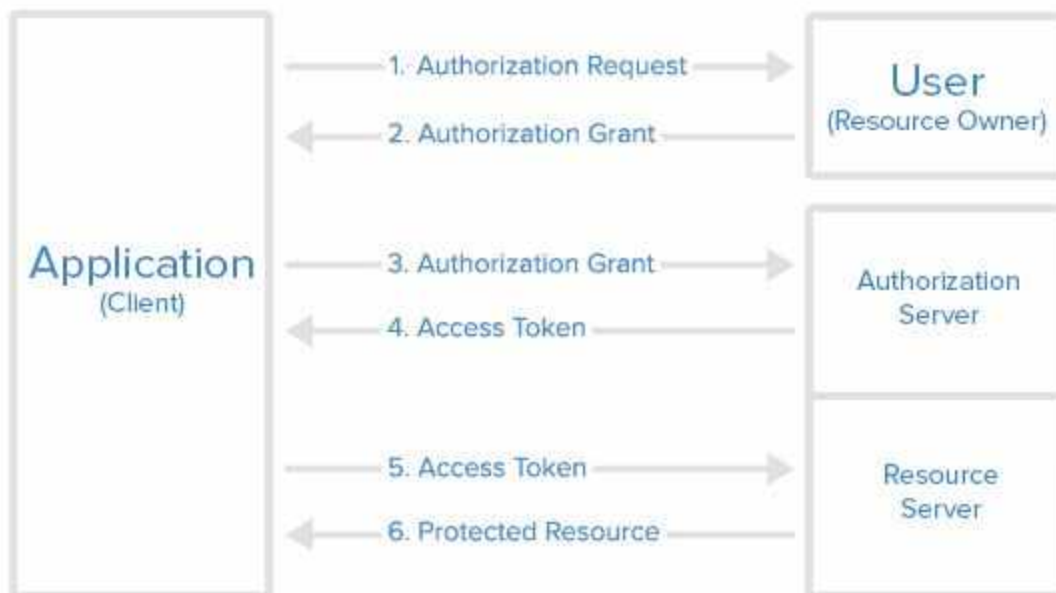 1. Authorization Request
User
(Resource Owner)
2. Authorization Grant
Application
(Client)
3. Authorization Grant
Authorization
Server
4. Access Token
5. Access Token
Resource
Server
6. Protected Resource